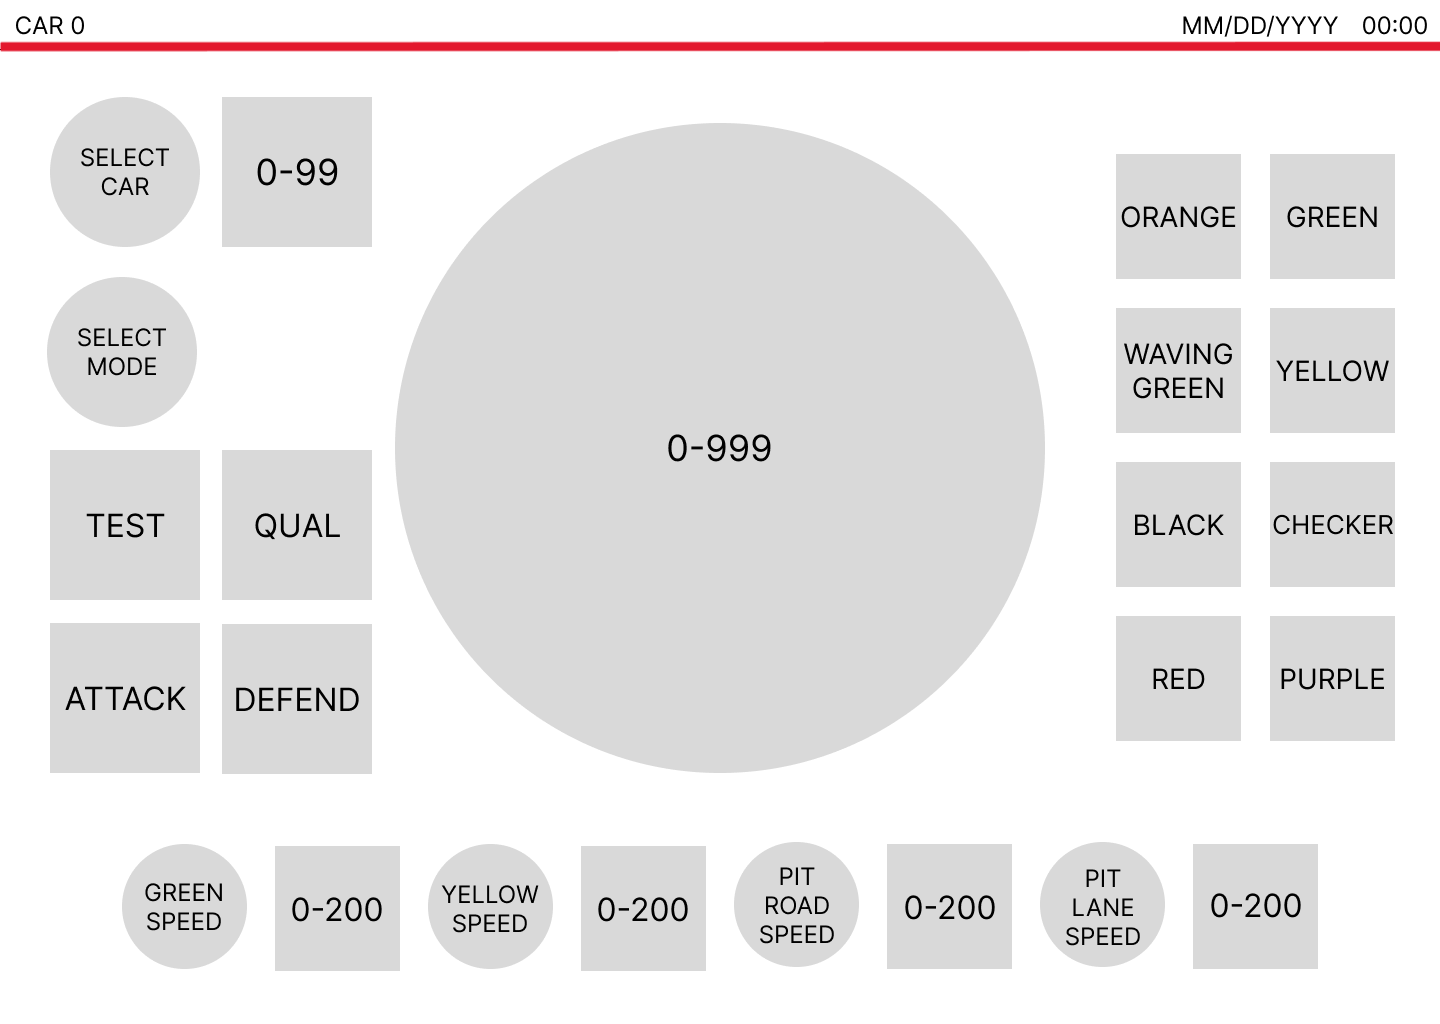 CAR 0
MM/DD/YYYY 00:00
SELECT
CAR
0-99
SELECT
MODE
TEST
QUAL
ATTACK
DEFEND
0-999
ORANGE
GREEN
WAVING
GREEN
YELLOW
BLACK
CHECKER
RED
PURPLE
GREEN
SPEED
0-200
YELLOW
SPEED
0-200
PIT
ROAD
SPEED
0-200
PIT
LANE
SPEED
0-200